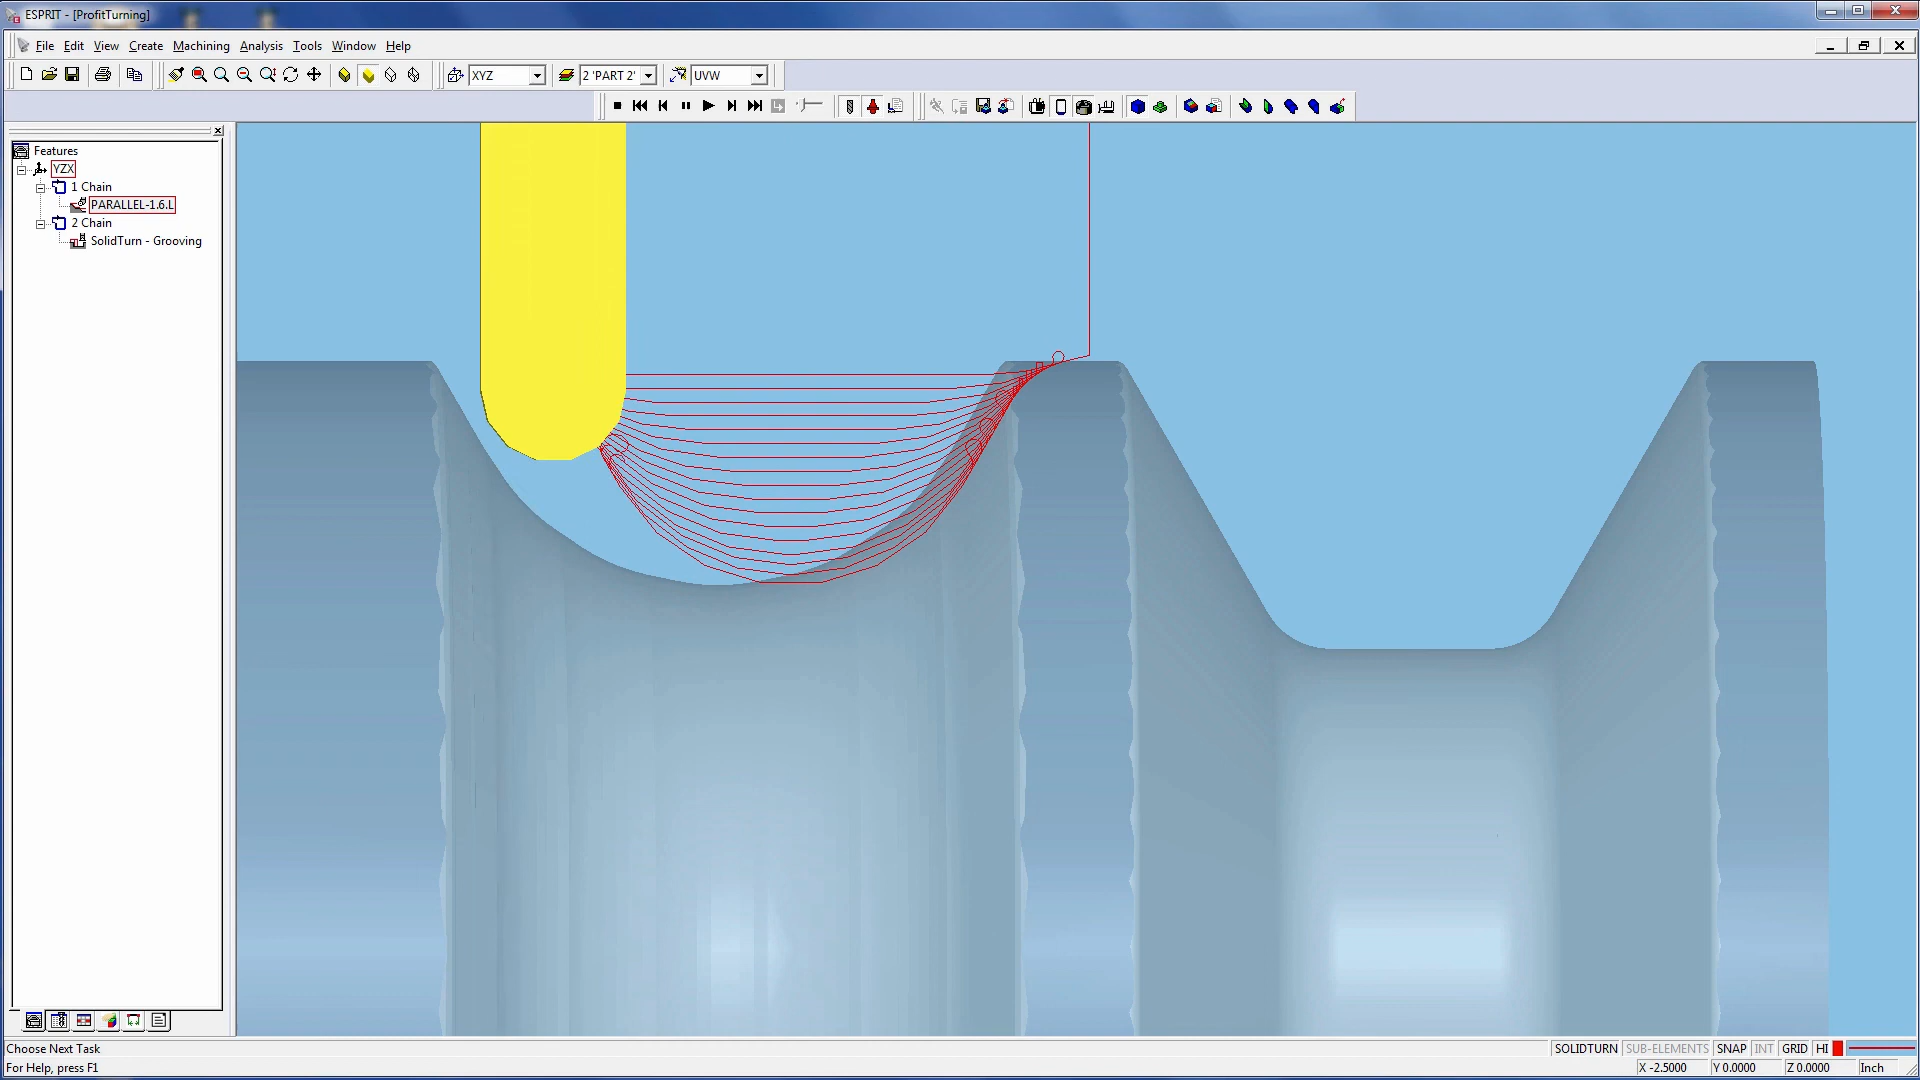 ESPRIT - [ProfitTurning]
File Edit View Create Machining Analysis Tools Window Help
XYZ 2 'PART 2' UVW
Features
YZX
1 Chain
PARALLEL-1.6.L
2 Chain
SolidTurn - Grooving
Choose Next Task SOLIDTURN SUB-ELEMENTS SNAP INT GRID HI
For Help, press F1 X -2.5000 Y 0.0000 Z 0.0000 Inch